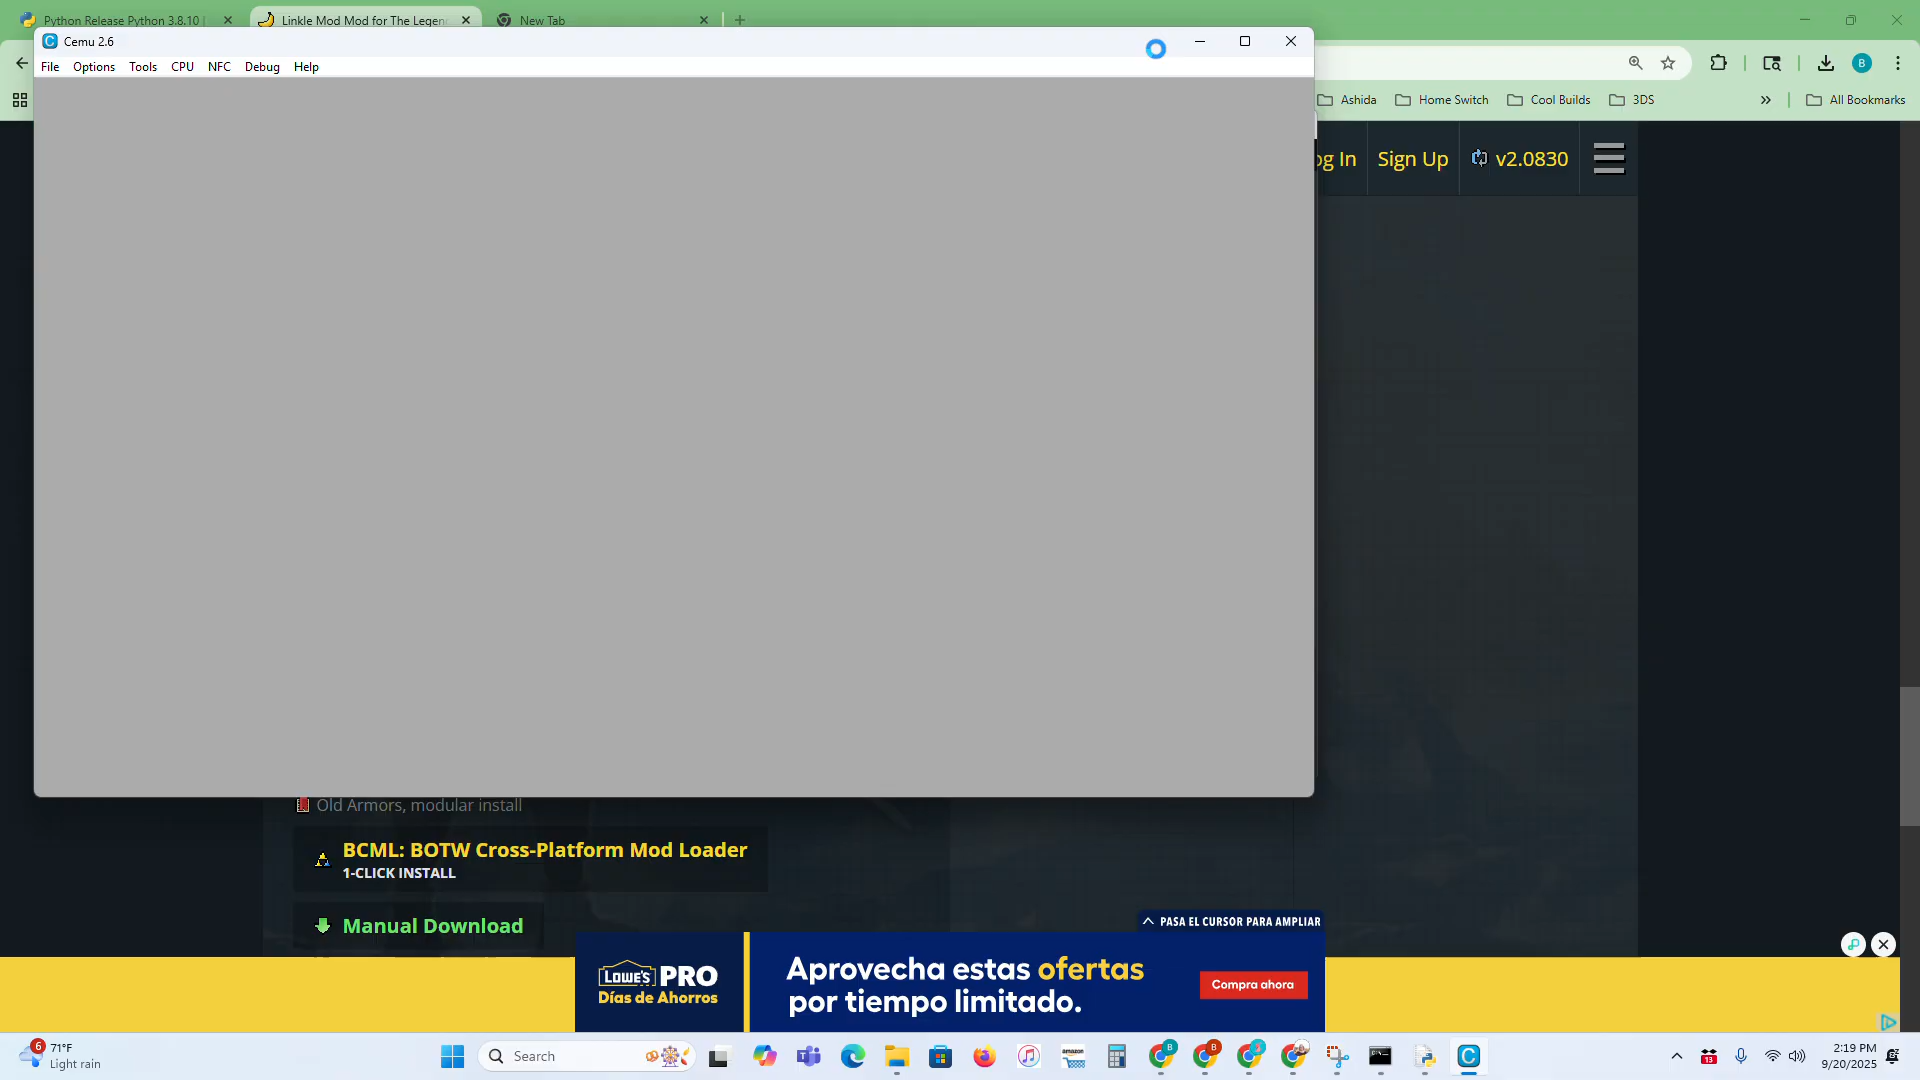 Python Release Python 3.8.10 |
Linkle Mod Mod for The Legen
New Tab
Cemu 2.6
File Options Tools CPU NFC Debug Help
B
Ashida
Home Switch
Cool Builds
3DS
All Bookmarks
og In
Sign Up
v2.0830
Old Armors, modular install
BCML: BOTW Cross-Platform Mod Loader
1-CLICK INSTALL
Manual Download
PASA EL CURSOR PARA AMPLIAR
LOWE'S PRO
Días de Ahorros
Aprovecha estas ofertas
por tiempo limitado.
Compra ahora
6
71°F
Light rain
Search
amazon
B
B
13
2:19 PM
9/20/2025